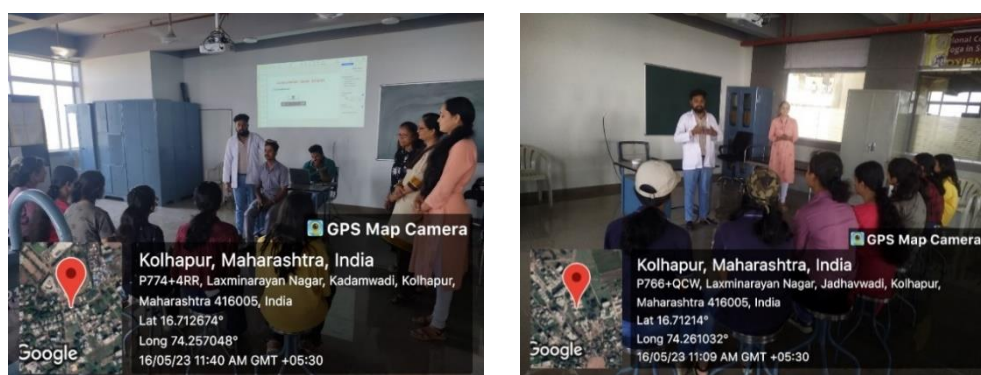 GPS Map Camera
Kolhapur, Maharashtra, India
P774+4RR, Laxminarayan Nagar, Kadamwadi, Kolhapur,
Maharashtra 416005, India
Lat 16.712674°
Long 74.257048°
16/05/23 11:40 AM GMT +05:30
Google
GPS Map Camera
Kolhapur, Maharashtra, India
P766+QCW, Laxminarayan Nagar, Jadhavwadi, Kolhapur,
Maharashtra 416005, India
Lat 16.71214°
Long 74.261032°
16/05/23 11:09 AM GMT +05:30
Google